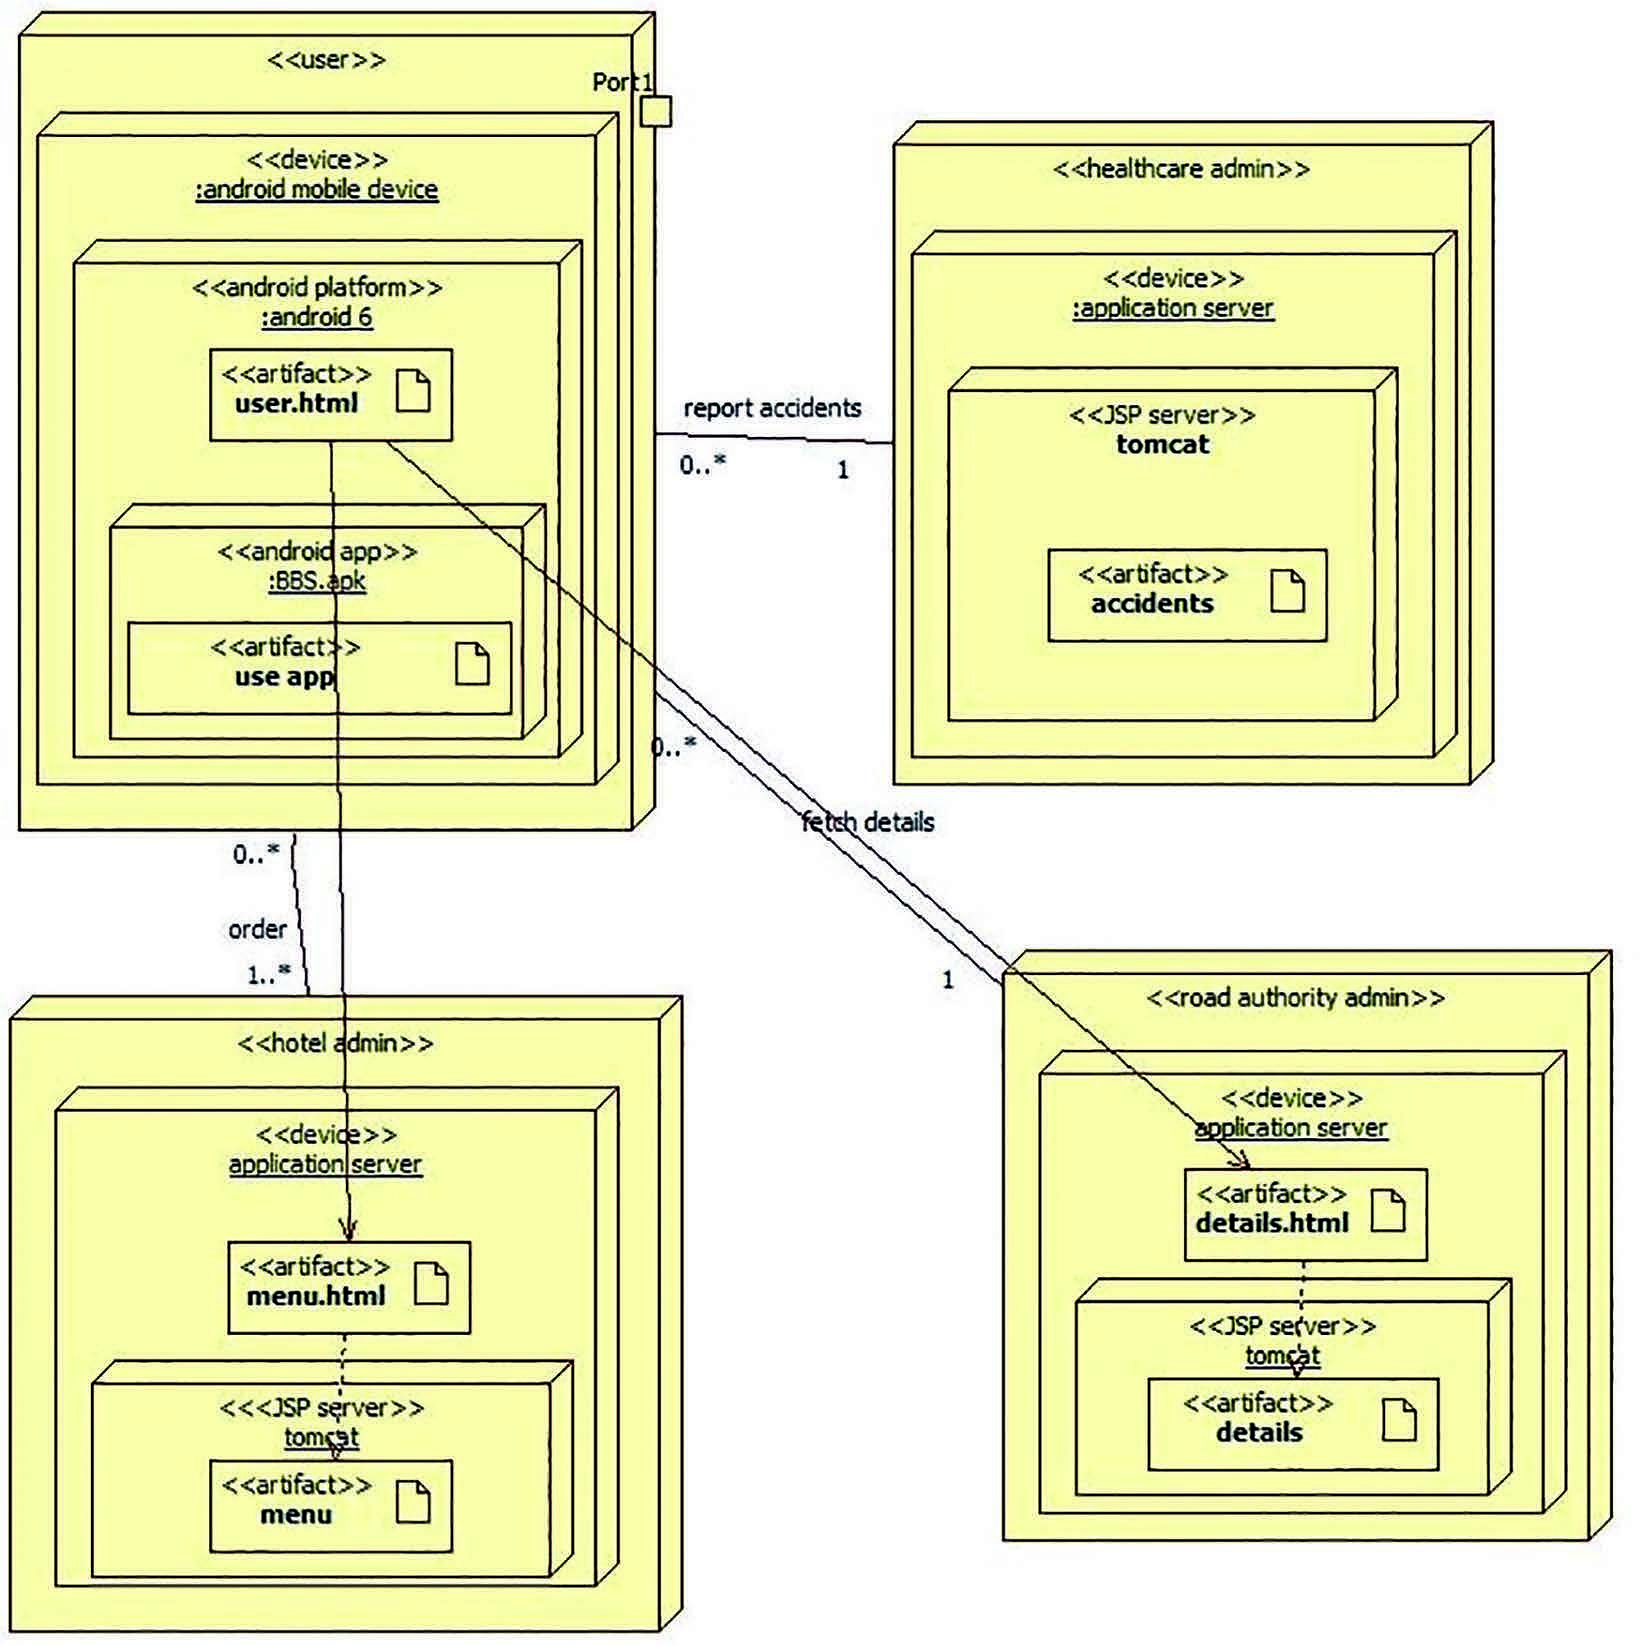 <<user>>
Port1
<<device>>
:android mobile device
<<android platform>>
:android 6
<<artifact>>
user.html
<<android app>>
:BBS.apk
<<artifact>>
use app
<<healthcare admin>>
<<device>>
:application server
<<JSP server>>
tomcat
<<artifact>>
accidents
report accidents
0..*
1
0..*
fetch details
1
0..*
order
1..*
<<hotel admin>>
<<device>>
application server
<<artifact>>
menu.html
<<<JSP server>>
tomcat
<<artifact>>
menu
<<road authority admin>>
<<device>>
application server
<<artifact>>
details.html
<<JSP server>>
tomcat
<<artifact>>
details